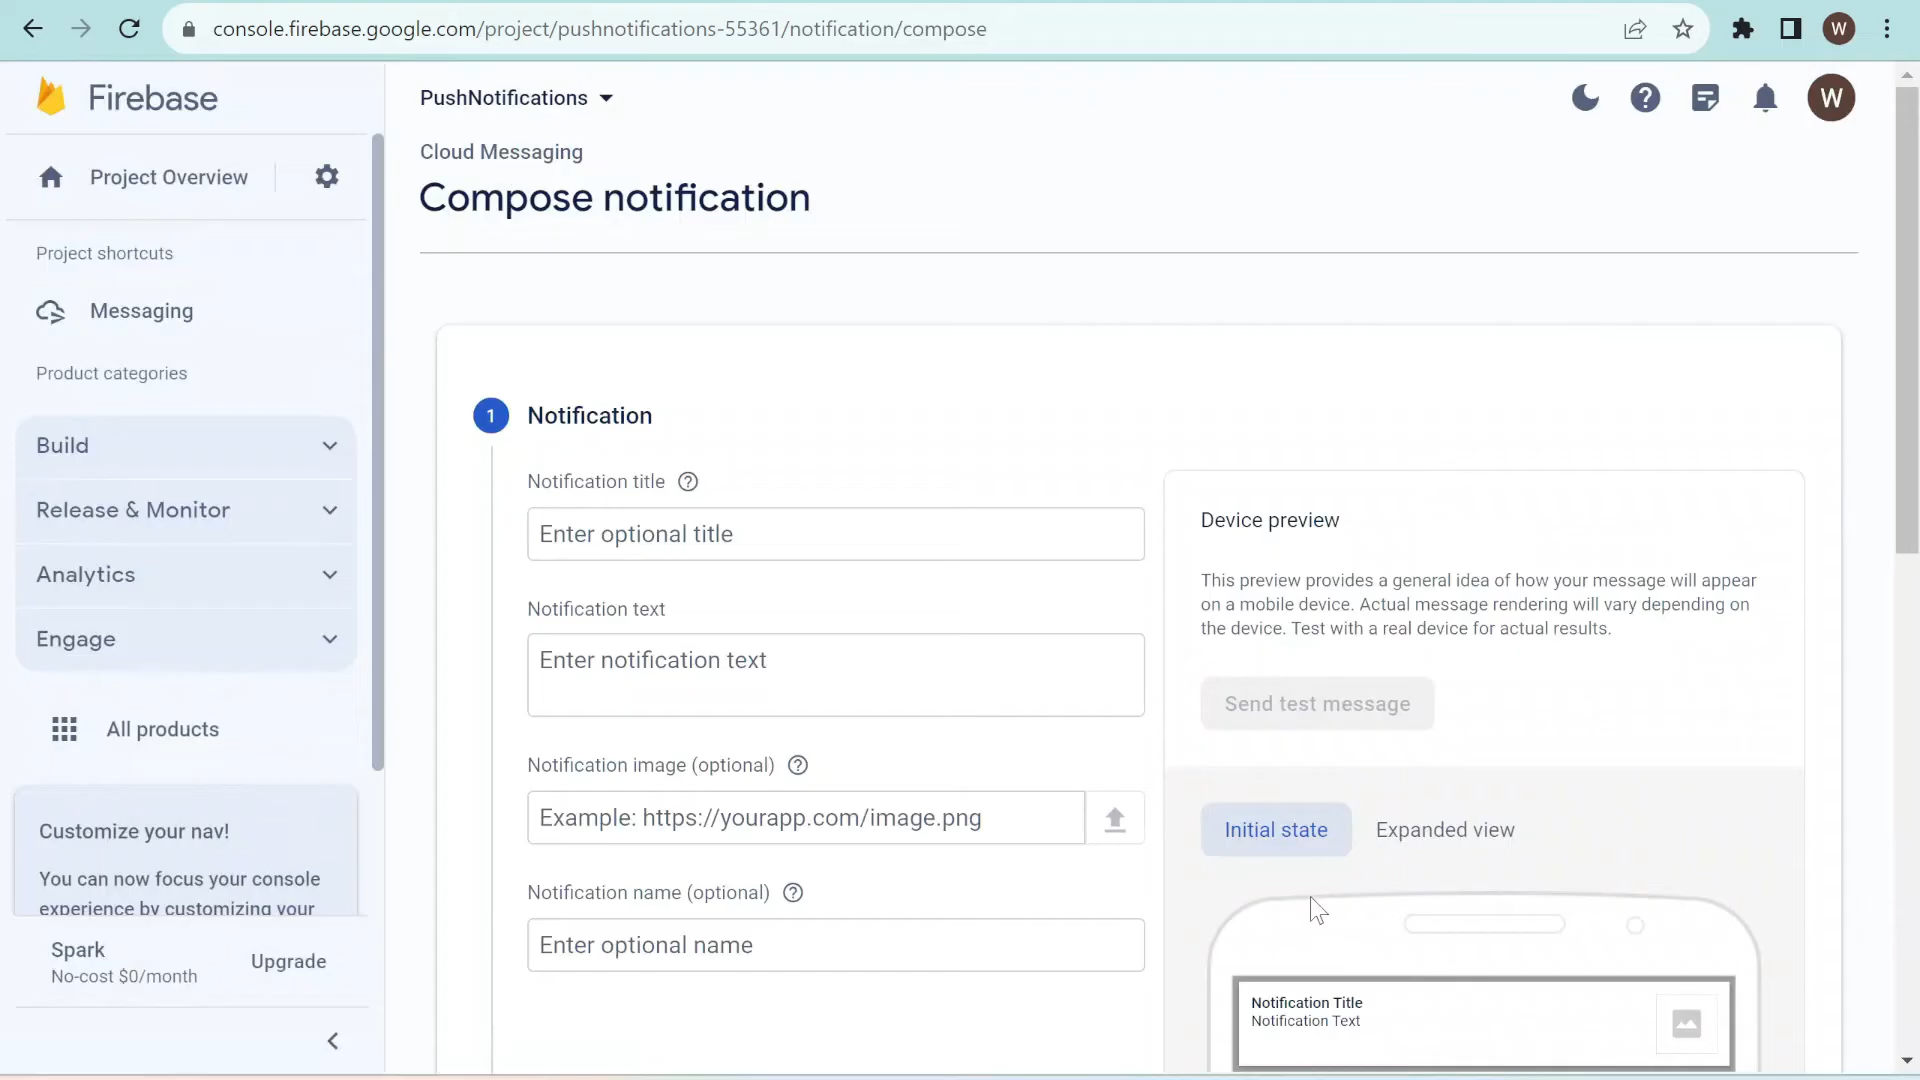 console.firebase.google.com/project/pushnotifications-55361/notification/compose
W
Firebase
PushNotifications
W
Cloud Messaging
Compose notification
Project Overview
Project shortcuts
Messaging
Product categories
Build
Release & Monitor
Analytics
Engage
All products
Customize your nav!
You can now focus your console
experience by customizing your
Spark
No-cost $0/month
Upgrade
1
Notification
Notification title
Enter optional title
Notification text
Enter notification text
Notification image (optional)
Example: https://yourapp.com/image.png
Notification name (optional)
Enter optional name
Device preview
This preview provides a general idea of how your message will appear
on a mobile device. Actual message rendering will vary depending on
the device. Test with a real device for actual results.
Send test message
Initial state
Expanded view
Notification Title
Notification Text